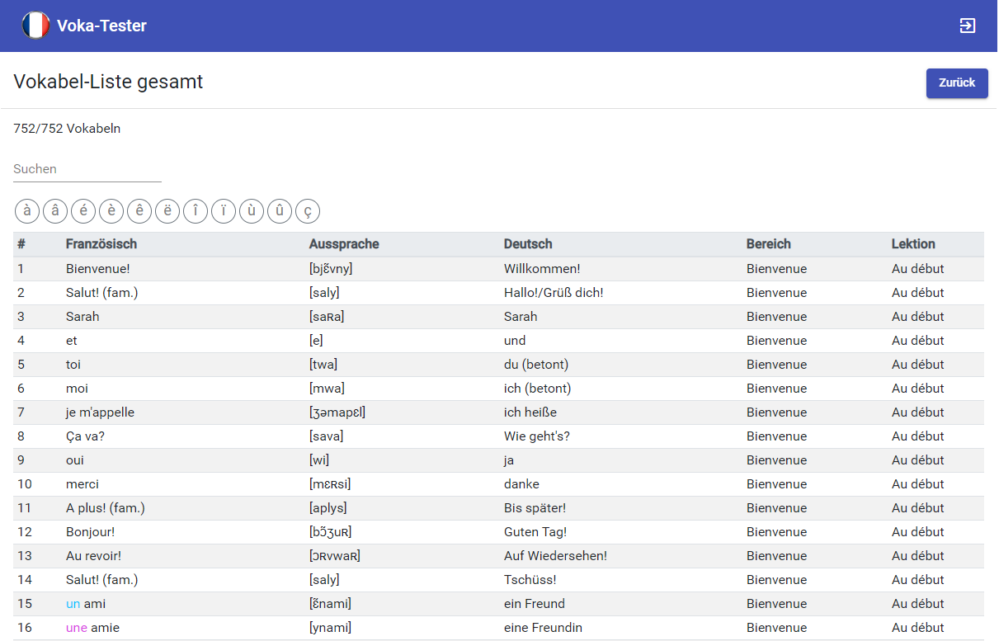 Voka-Tester
Vokabel-Liste gesamt
Zurück
752/752 Vokabeln
Suchen
à â é è ê ë î ï ù û ç
# Französisch Aussprache Deutsch Bereich Lektion
1 Bienvenue! [bjɛ̃vny] Willkommen! Bienvenue Au début
2 Salut! (fam.) [saly] Hallo!/Grüß dich! Bienvenue Au début
3 Sarah [saʀa] Sarah Bienvenue Au début
4 et [e] und Bienvenue Au début
5 toi [twa] du (betont) Bienvenue Au début
6 moi [mwa] ich (betont) Bienvenue Au début
7 je m'appelle [ʒəmapɛl] ich heiße Bienvenue Au début
8 Ça va? [sava] Wie geht's? Bienvenue Au début
9 oui [wi] ja Bienvenue Au début
10 merci [mɛʀsi] danke Bienvenue Au début
11 A plus! (fam.) [aplys] Bis später! Bienvenue Au début
12 Bonjour! [bɔ̃ʒuʀ] Guten Tag! Bienvenue Au début
13 Au revoir! [ɔʀvwaʀ] Auf Wiedersehen! Bienvenue Au début
14 Salut! (fam.) [saly] Tschüss! Bienvenue Au début
15 un ami [ɛ̃nami] ein Freund Bienvenue Au début
16 une amie [ynami] eine Freundin Bienvenue Au début